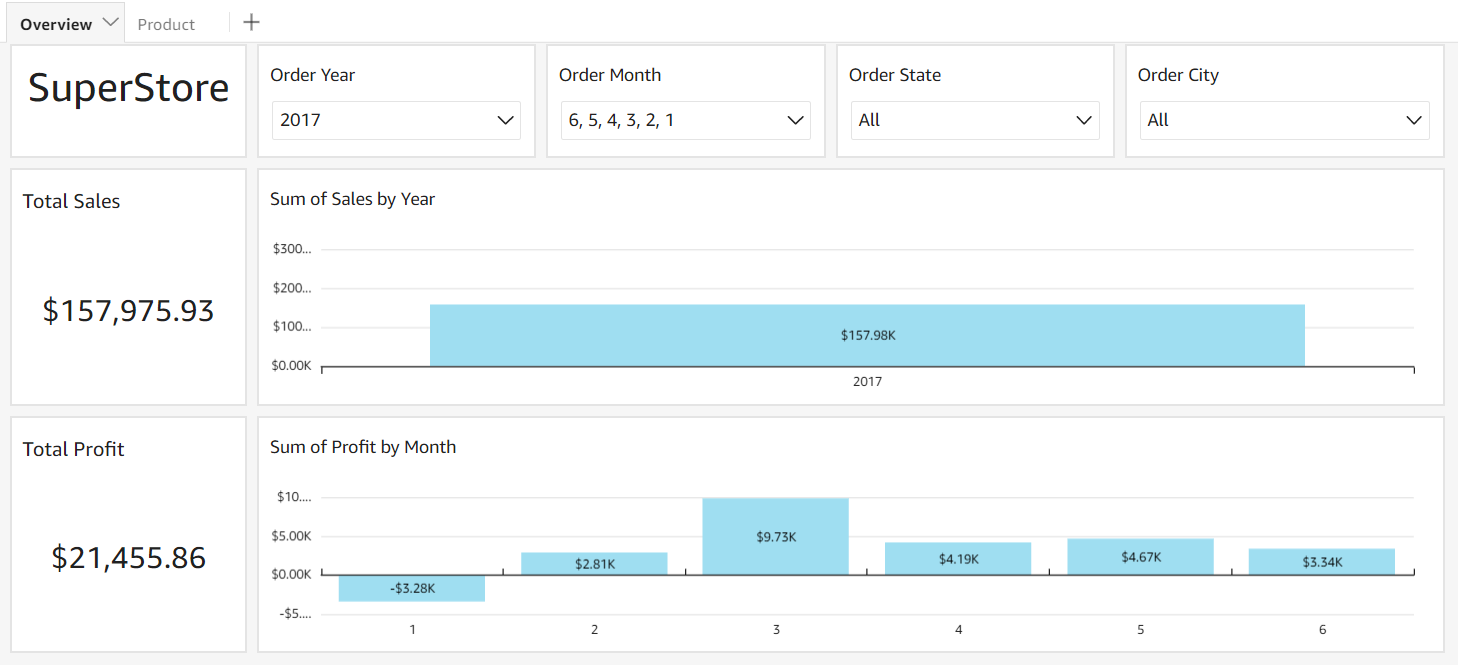 Overview
Product
SuperStore
Order Year
2017
Order Month
6, 5, 4, 3, 2, 1
Order State
All
Order City
All
Total Sales
$157,975.93
Sum of Sales by Year
$300...
$200...
$100...
$0.00K
$157.98K
2017
Total Profit
$21,455.86
Sum of Profit by Month
$10....
$5.00K
$0.00K
-$5....
-$3.28K
$2.81K
$9.73K
$4.19K
$4.67K
$3.34K
1 2 3 4 5 6